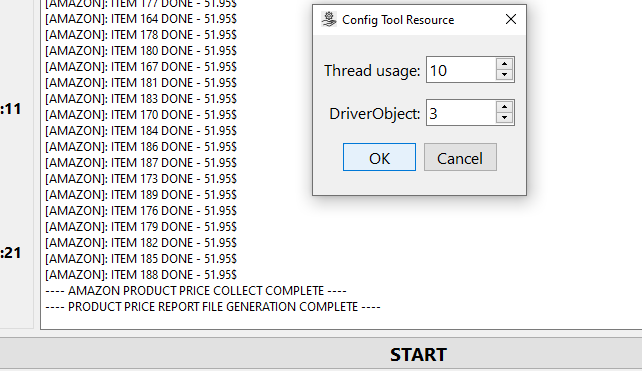 [AMAZON]: ITEM 177 DONE - 51.95$
[AMAZON]: ITEM 164 DONE - 51.95$
[AMAZON]: ITEM 178 DONE - 51.95$
[AMAZON]: ITEM 180 DONE - 51.95$
[AMAZON]: ITEM 167 DONE - 51.95$
[AMAZON]: ITEM 181 DONE - 51.95$
[AMAZON]: ITEM 183 DONE - 51.95$
[AMAZON]: ITEM 170 DONE - 51.95$
[AMAZON]: ITEM 184 DONE - 51.95$
[AMAZON]: ITEM 186 DONE - 51.95$
[AMAZON]: ITEM 187 DONE - 51.95$
[AMAZON]: ITEM 173 DONE - 51.95$
[AMAZON]: ITEM 189 DONE - 51.95$
[AMAZON]: ITEM 176 DONE - 51.95$
[AMAZON]: ITEM 179 DONE - 51.95$
[AMAZON]: ITEM 182 DONE - 51.95$
[AMAZON]: ITEM 185 DONE - 51.95$
[AMAZON]: ITEM 188 DONE - 51.95$
---- AMAZON PRODUCT PRICE COLLECT COMPLETE ----
---- PRODUCT PRICE REPORT FILE GENERATION COMPLETE ----
:11
:21
Config Tool Resource
Thread usage: 10
DriverObject: 3
OK Cancel
START